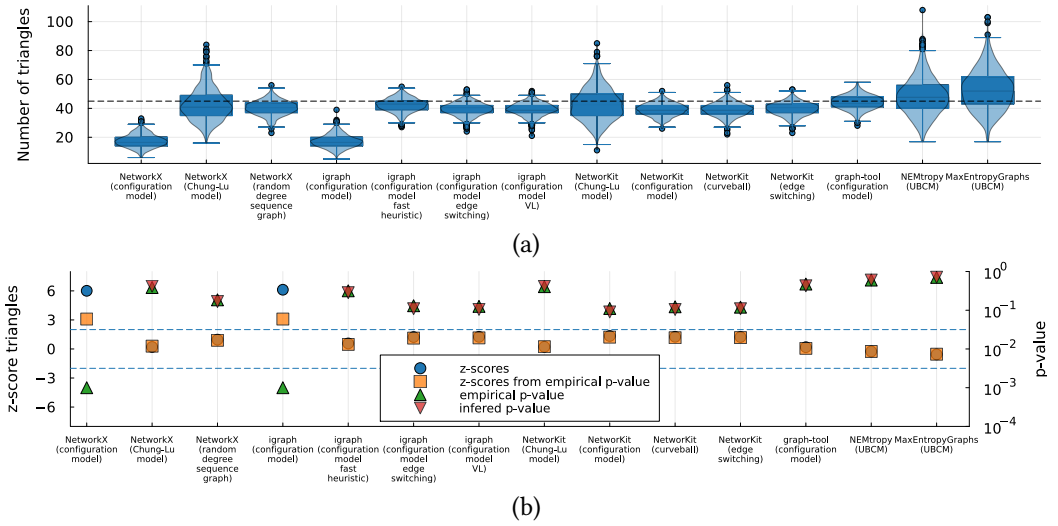 Number of triangles
100
80
60
40
20
NetworkX
(configuration
model)
NetworkX
(Chung-Lu
Model)
NetworkX
(random
degree
sequence
graph)
igraph
(configuration
model)
igraph
(configuration
model
fast
heuristic)
igraph
(configuration
model
edge
switching)
igraph
(configuration
model
VL)
NetworKit
(Chung-Lu
model)
NetworKit
(configuration
model)
NetworKit
(curveball)
NetworKit
(edge
switching)
graph-tool
(configuration
model)
NEMtropy
(UBCM)
MaxEntropyGraphs
(UBCM)
(a)
z-score triangles
6
3
0
−3
−6
z-scores
z-scores from empirical p-value
empirical p-value
infered p-value
10⁰
10⁻¹
10⁻²
10⁻³
10⁻⁴
p-value
NetworkX
(configuration
model)
NetworkX
(Chung-Lu
Model)
NetworkX
(random
degree
sequence
graph)
igraph
(configuration
model)
igraph
(configuration
model
fast
heuristic)
igraph
(configuration
model
edge
switching)
igraph
(configuration
model
VL)
NetworKit
(Chung-Lu
model)
NetworKit
(configuration
model)
NetworKit
(curveball)
NetworKit
(edge
switching)
graph-tool
(configuration
model)
NEMtropy
(UBCM)
MaxEntropyGraphs
(UBCM)
(b)